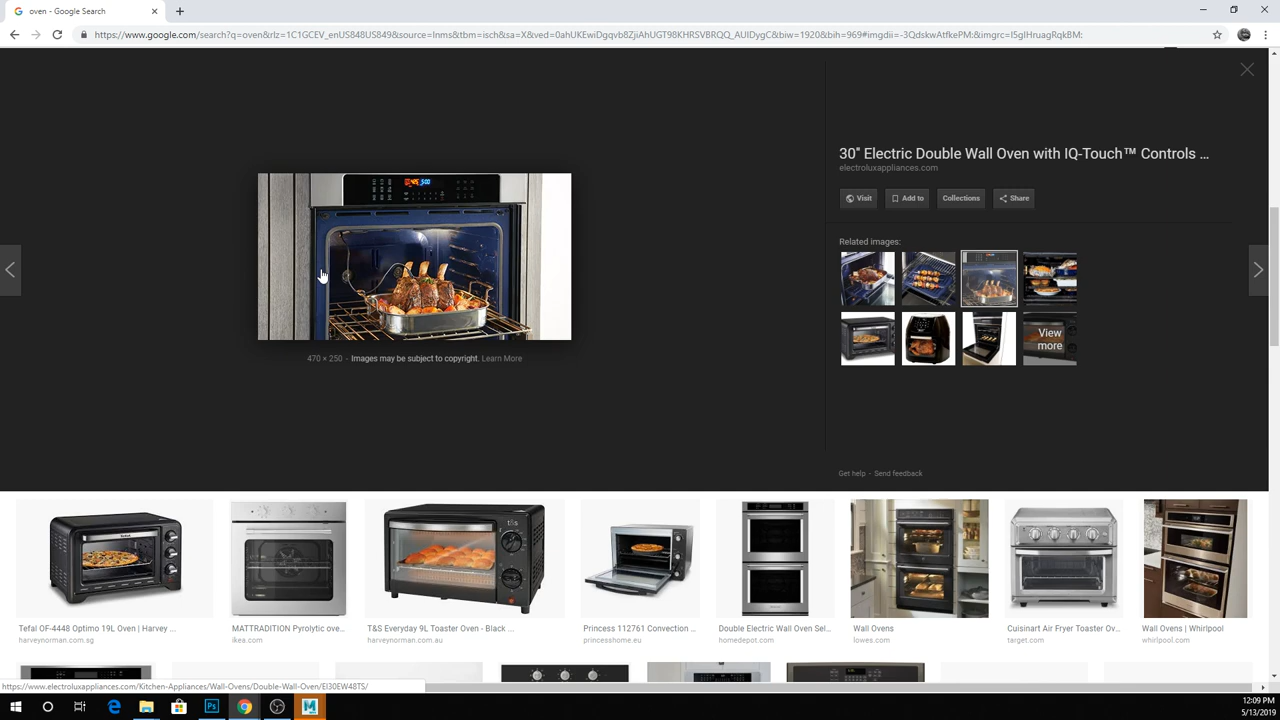 oven - Google Search
https://www.google.com/search?q=oven&rlz=1C1GCEV_enUS848US849&source=lnms&tbm=isch&sa=X&ved=0ahUKEwiDgqvb8ZjiAhUGT98KHRSVBRQQ_AUIDygC&biw=1920&bih=969#imgdii=-3QdskwAtfkePM:&imgrc=I5gIHruagRqkBM:
30" Electric Double Wall Oven with IQ-Touch™ Controls ...
electroluxappliances.com
Visit Add to Collections Share
Related images:
View more
470 × 250 - Images may be subject to copyright. Learn More
Get help - Send feedback
Tefal OF-4448 Optimo 19L Oven | Harvey ...
harveynorman.com.sg
MATTRADITION Pyrolytic ove...
ikea.com
T&S Everyday 9L Toaster Oven - Black ...
harveynorman.com.au
Princess 112761 Convection ...
princesshome.eu
Double Electric Wall Oven Sel...
homedepot.com
Wall Ovens
lowes.com
Cuisinart Air Fryer Toaster Ov...
target.com
Wall Ovens | Whirlpool
whirlpool.com
https://www.electroluxappliances.com/Kitchen-Appliances/Wall-Ovens/Double-Wall-Oven/EI30EW48TS/
12:09 PM
5/13/2019